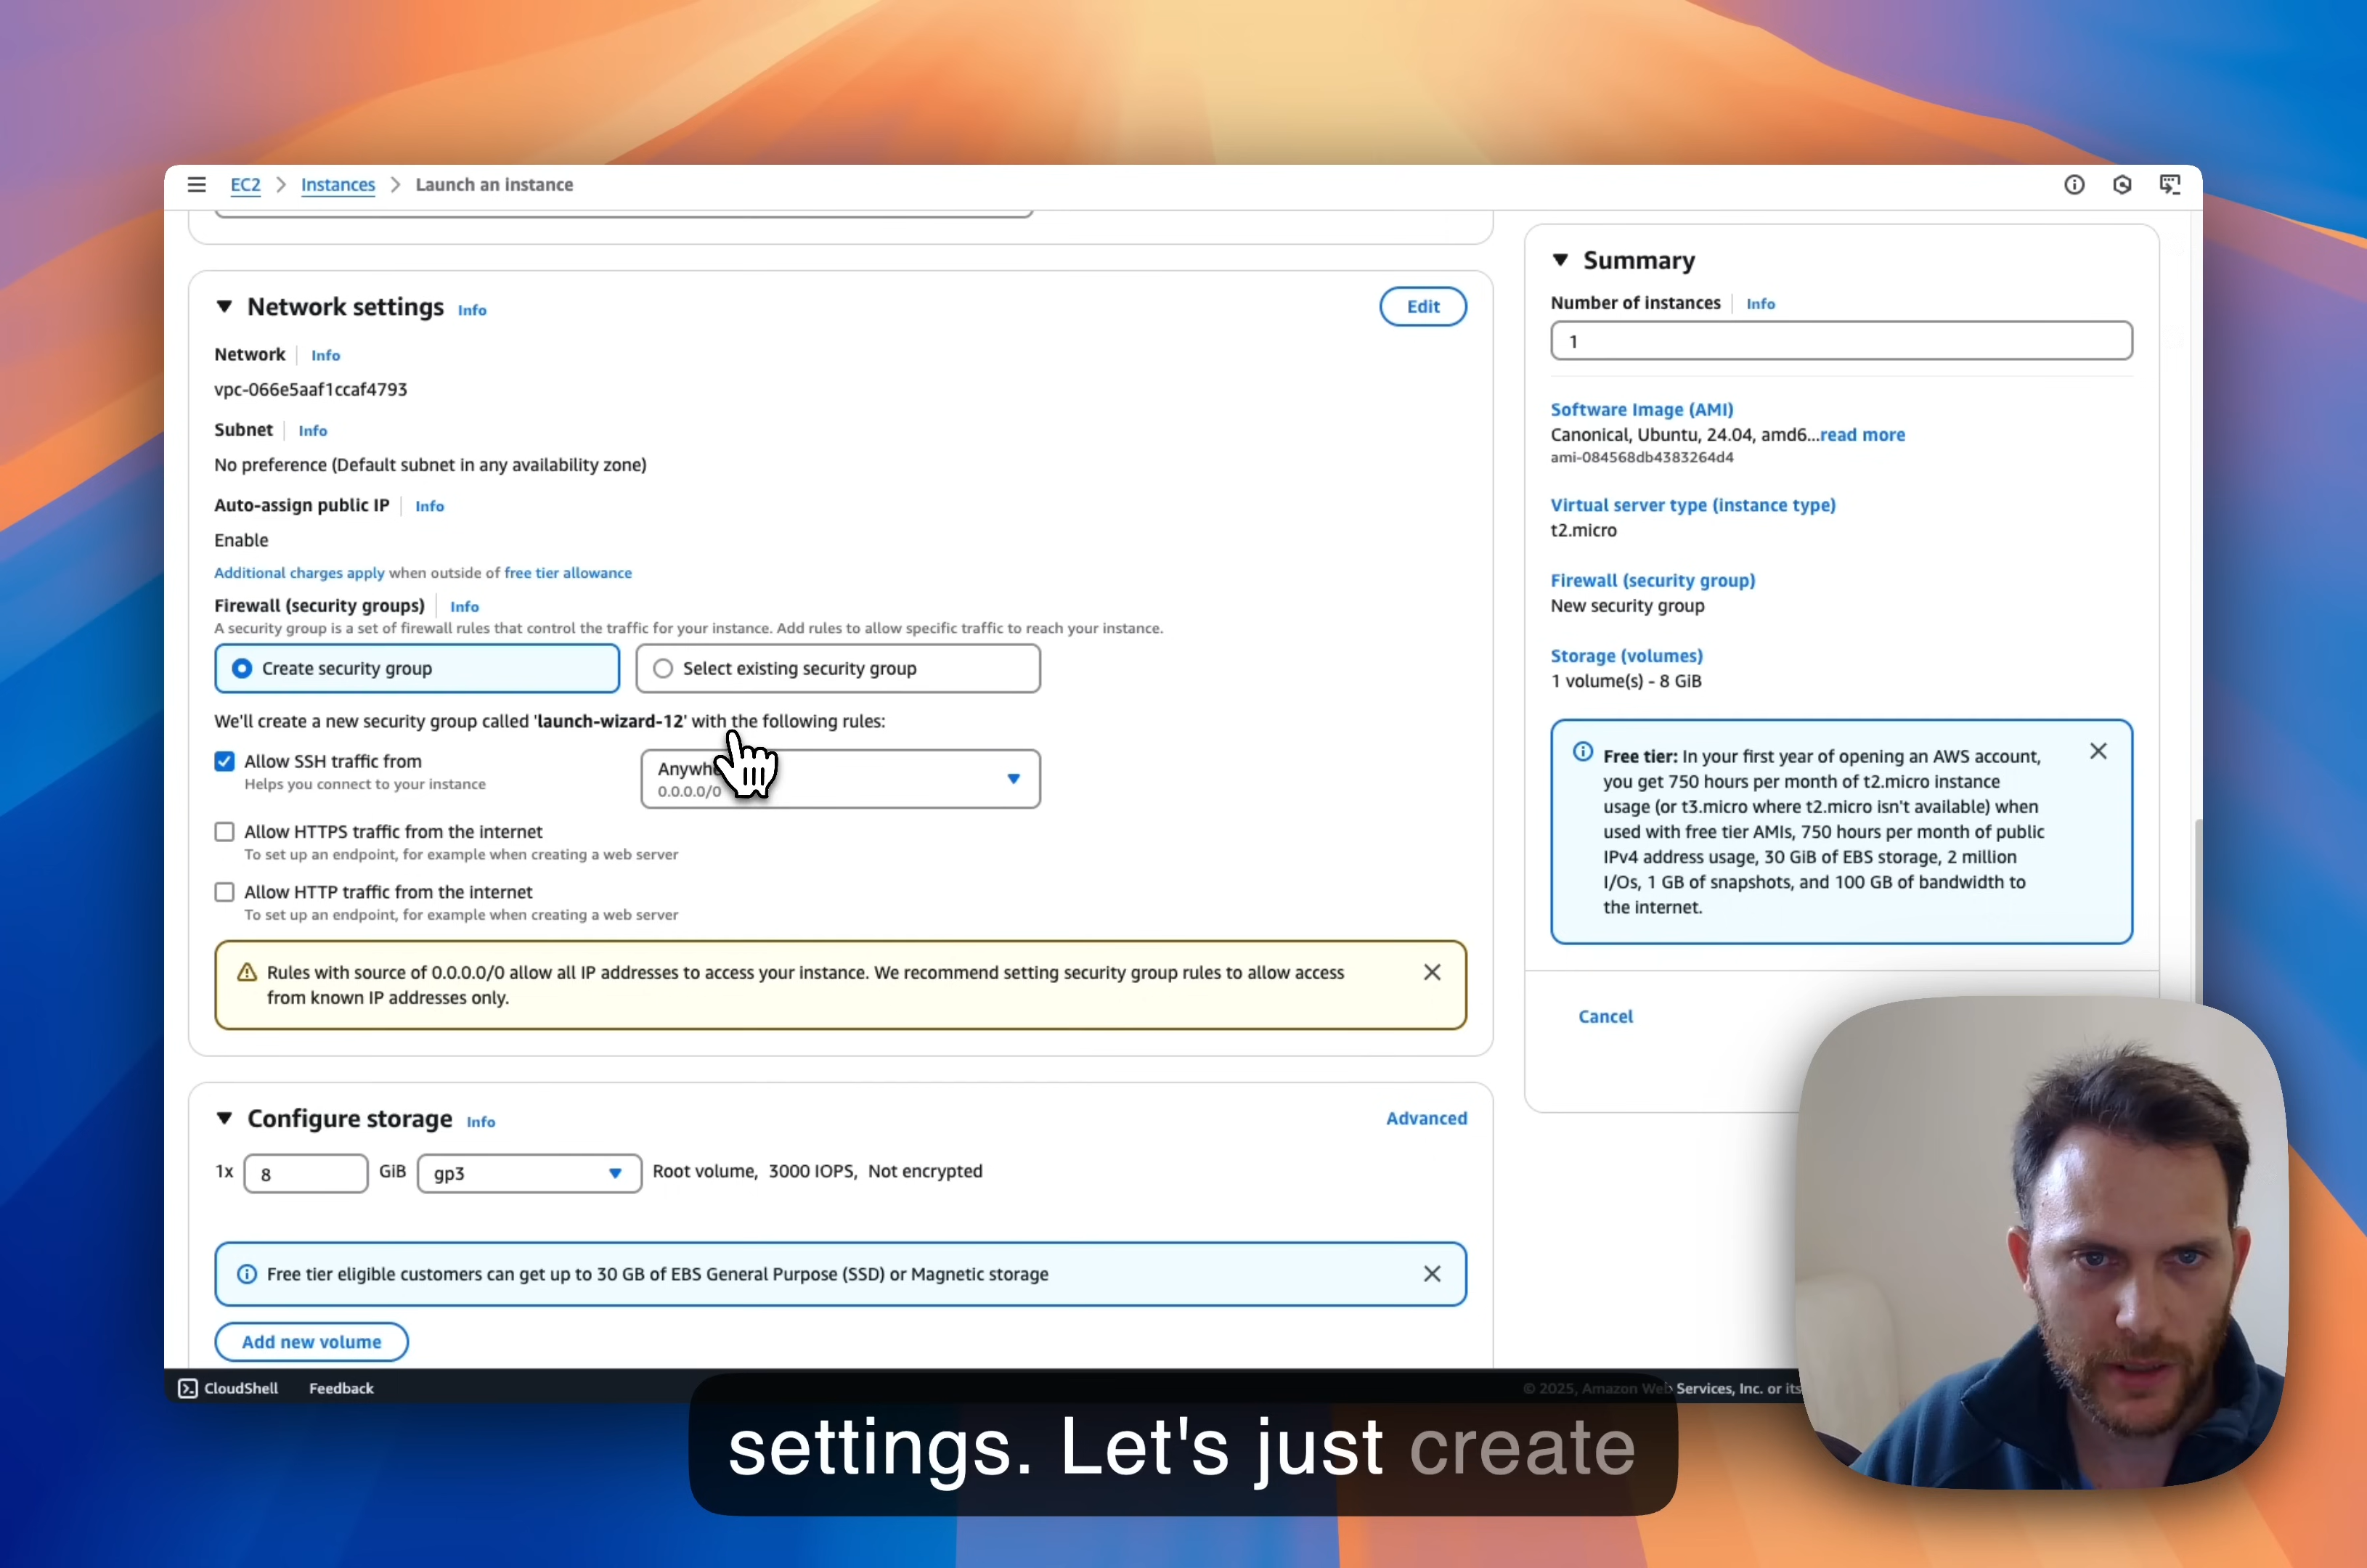 EC2 > Instances > Launch an instance
Network settings Info
Edit
Network Info
vpc-066e5aaf1ccaf4793
Subnet Info
No preference (Default subnet in any availability zone)
Auto-assign public IP Info
Enable
Additional charges apply when outside of free tier allowance
Firewall (security groups) Info
A security group is a set of firewall rules that control the traffic for your instance. Add rules to allow specific traffic to reach your instance.
Create security group
Select existing security group
We'll create a new security group called 'launch-wizard-12' with the following rules:
Allow SSH traffic from
Helps you connect to your instance
0.0.0.0/0
Allow HTTPS traffic from the internet
To set up an endpoint, for example when creating a web server
Allow HTTP traffic from the internet
To set up an endpoint, for example when creating a web server
Rules with source of 0.0.0.0/0 allow all IP addresses to access your instance. We recommend setting security group rules to allow access
from known IP addresses only.
Configure storage Info
Advanced
1x 8 GiB gp3 Root volume, 3000 IOPS, Not encrypted
Free tier eligible customers can get up to 30 GB of EBS General Purpose (SSD) or Magnetic storage
Add new volume
Summary
Number of instances Info
1
Software Image (AMI)
Canonical, Ubuntu, 24.04, amd6...read more
ami-084568db4383264d4
Virtual server type (instance type)
t2.micro
Firewall (security group)
New security group
Storage (volumes)
1 volume(s) - 8 GiB
Free tier: In your first year of opening an AWS account,
you get 750 hours per month of t2.micro instance
usage (or t3.micro where t2.micro isn't available) when
used with free tier AMIs, 750 hours per month of public
IPv4 address usage, 30 GiB of EBS storage, 2 million
I/Os, 1 GB of snapshots, and 100 GB of bandwidth to
the internet.
Cancel
CloudShell Feedback
© 2025, Amazon Web Services, Inc. or its
settings. Let's just create